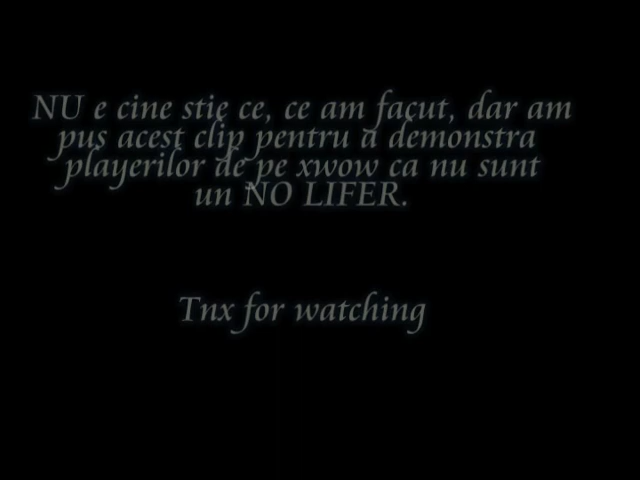 NU e cine stie ce, ce am facut, dar am
pus acest clip pentru a demonstra
playerilor de pe xwow ca nu sunt
un NO LIFER.
Tnx for watching